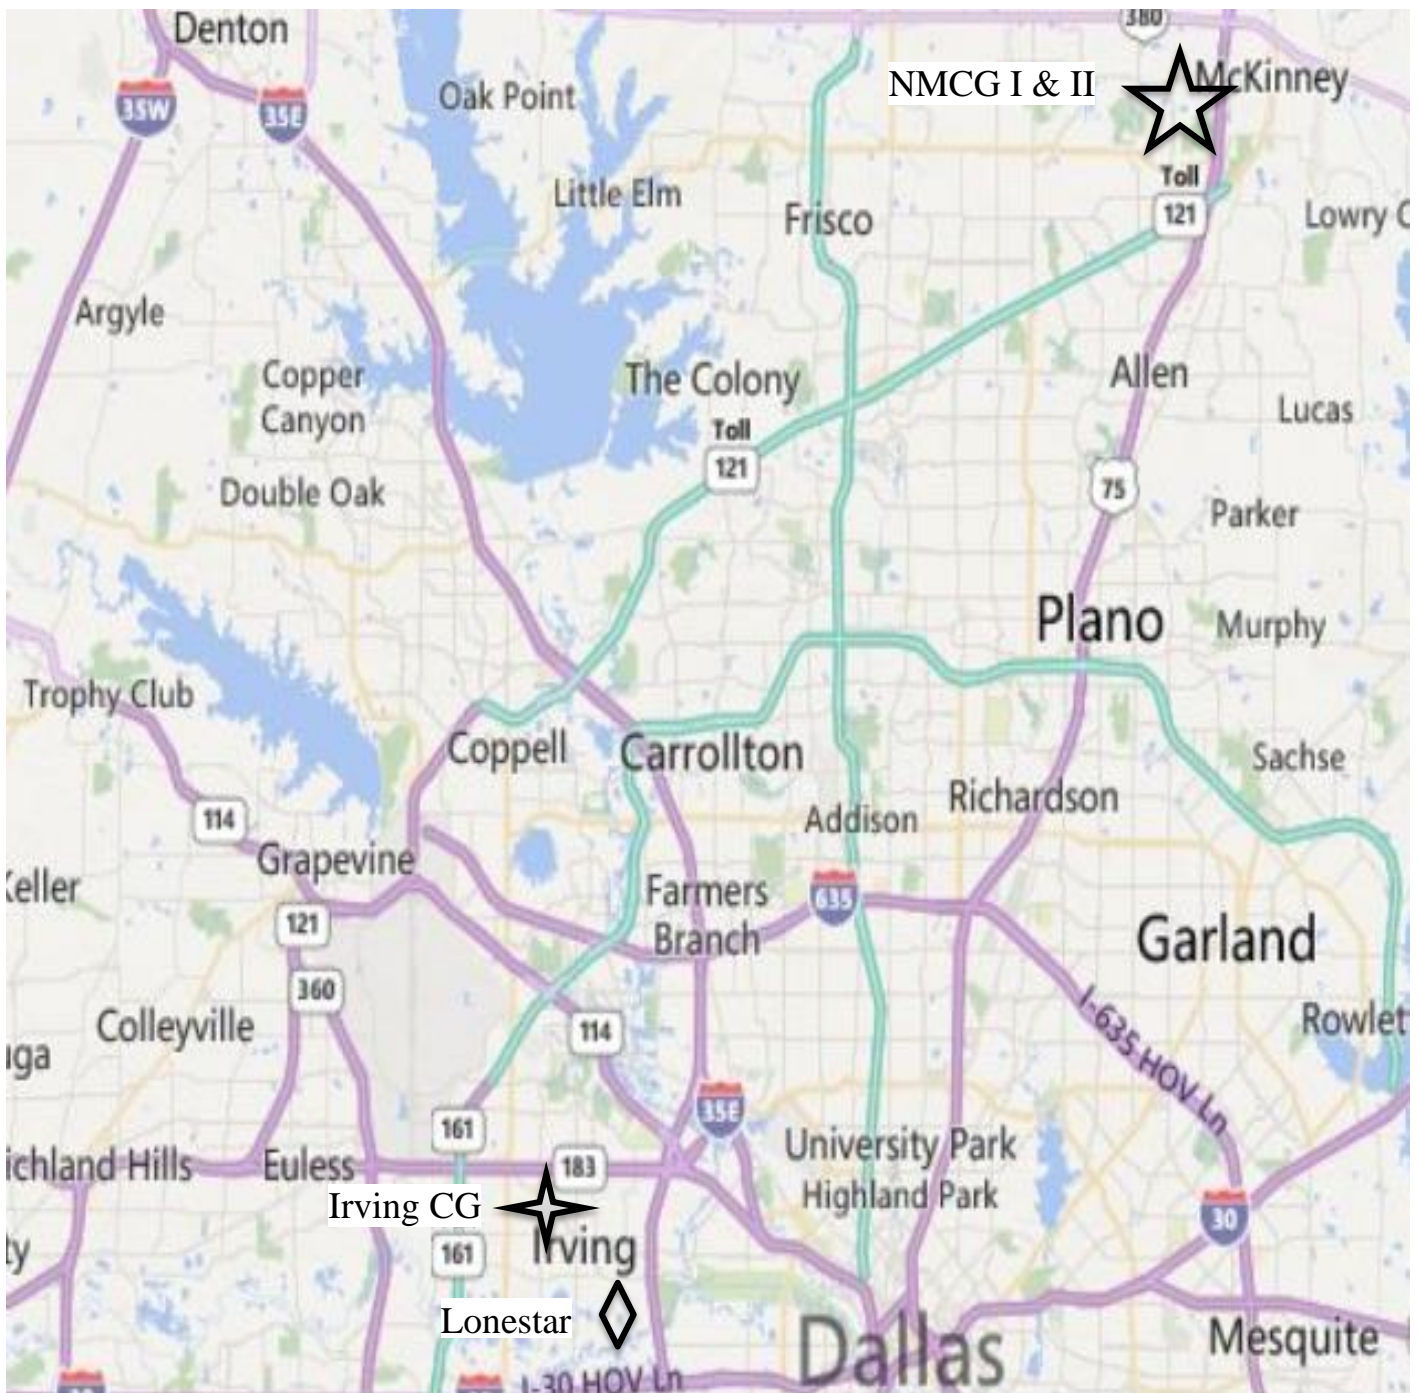 Denton
380
NMCG I & II
McKinney
35W
35E
Oak Point
Toll
121
Little Elm
Frisco
Lowry C
Argyle
Copper
Canyon
The Colony
Allen
Lucas
Toll
121
75
Double Oak
Parker
Plano
Murphy
Trophy Club
Coppell
Carrollton
Sachse
114
Addison
Richardson
Grapevine
Keller
Farmers
Branch
635
121
Garland
360
I-635 HOV Ln
Colleyville
114
Rowlet
uga
35E
161
University Park
Highland Park
ichland Hills
Euless
183
Irving CG
30
ty
161
Irving
Lonestar
Dallas
Mesquite
I-30 HOV Ln